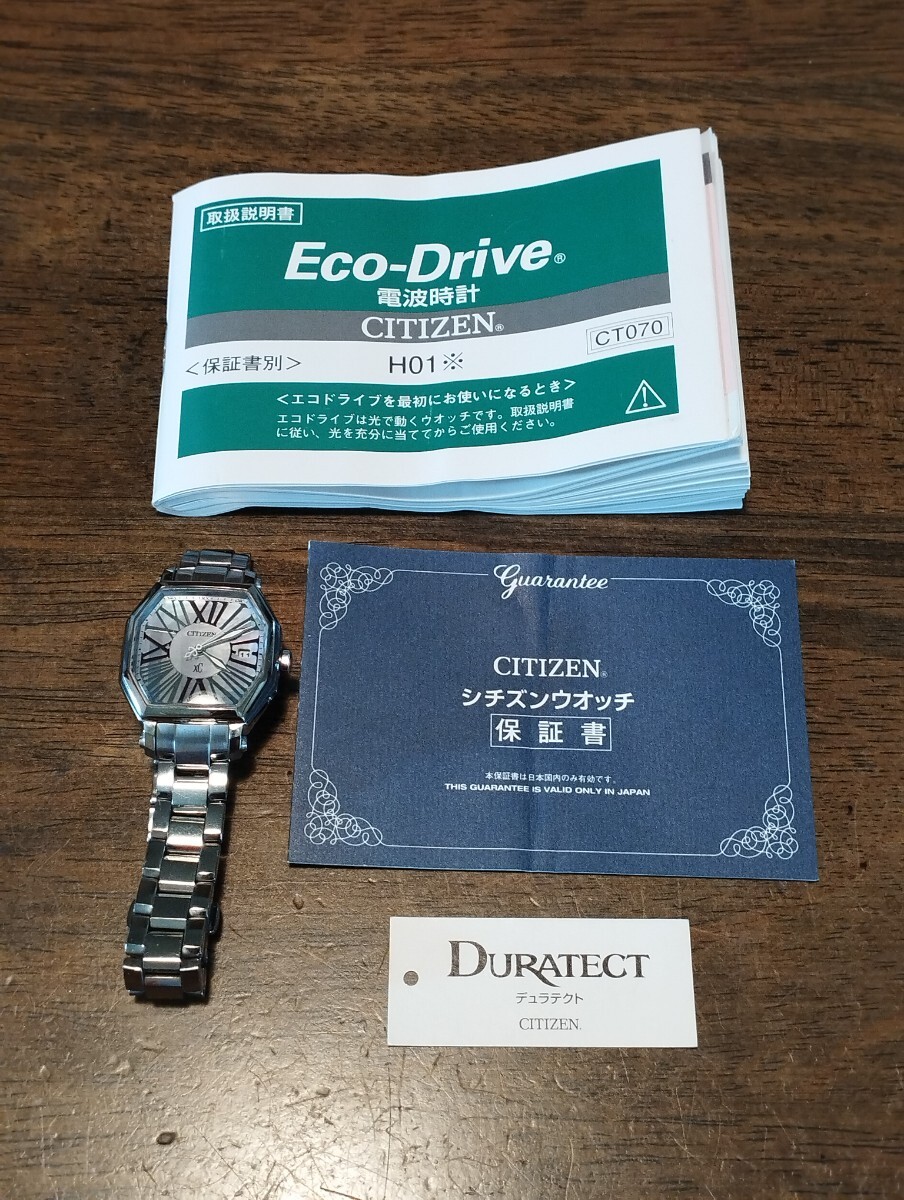 取扱説明書
Eco-Drive®
電波時計
CITIZEN®
<保証書別>
H01※
CT070
<エコドライブを最初にお使いになるとき>
エコドライブは光で動くウオッチです。取扱説明書
に従い、光を充分に当ててからご使用ください。
CITIZEN
xC
XII
X
Guarantee
CITIZEN®
シチズンウオッチ
保証書
本保証書は日本国内のみ有効です。
THIS GUARANTEE IS VALID ONLY IN JAPAN
DURATECT
デュラテクト
CITIZEN.